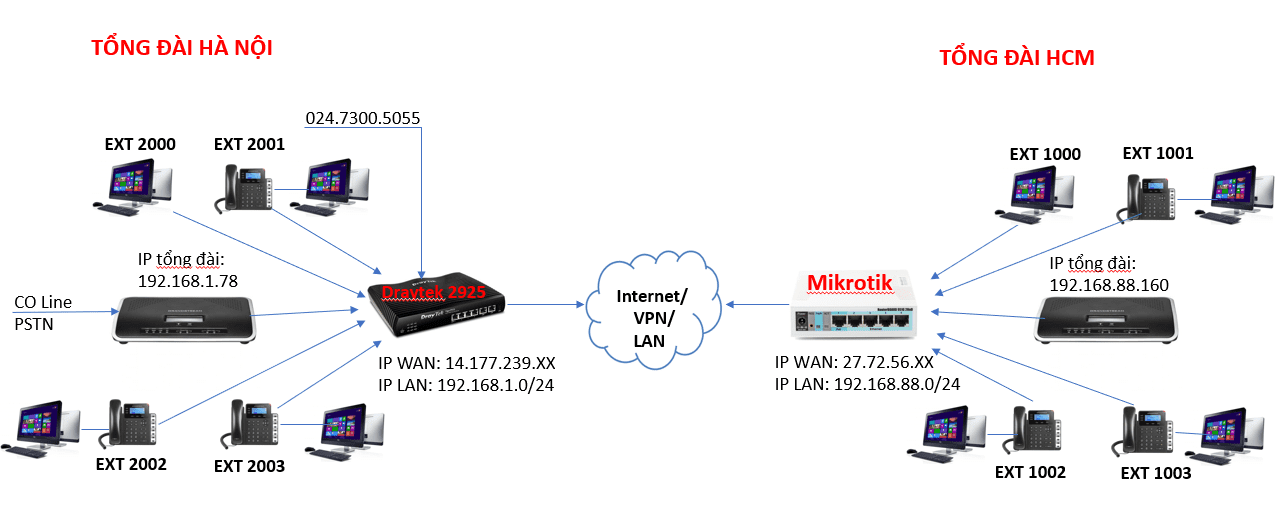 TỔNG ĐÀI HÀ NỘI
TỔNG ĐÀI HCM
024.7300.5055
EXT 2000
EXT 2001
EXT 1000
EXT 1001
IP tổng đài:
192.168.1.78
IP tổng đài:
192.168.88.160
CO Line
PSTN
Draytek 2925
Dray Tek
Internet/
VPN/
LAN
Mikrotik
IP WAN: 14.177.239.XX
IP LAN: 192.168.1.0/24
IP WAN: 27.72.56.XX
IP LAN: 192.168.88.0/24
EXT 2002
EXT 2003
EXT 1002
EXT 1003